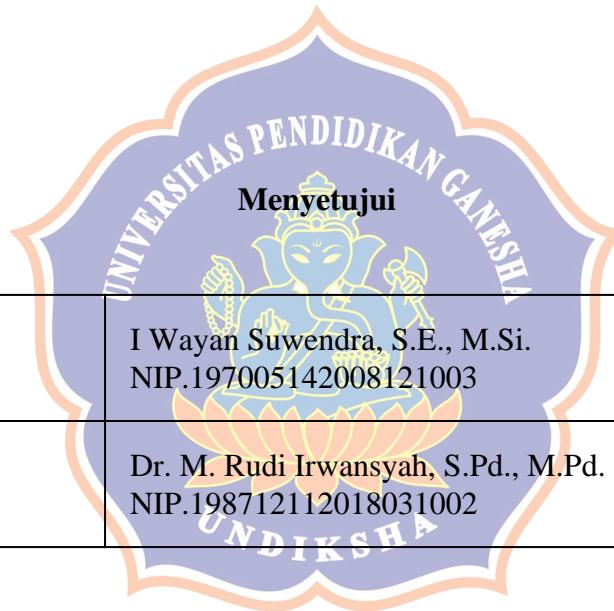 UNIVERSITAS PENDIDIKAN GANESHA
Menyetujui
I Wayan Suwendra, S.E., M.Si.
NIP.197005142008121003
Dr. M. Rudi Irwansyah, S.Pd., M.Pd.
NIP.198712112018031002
UNDIKSHA